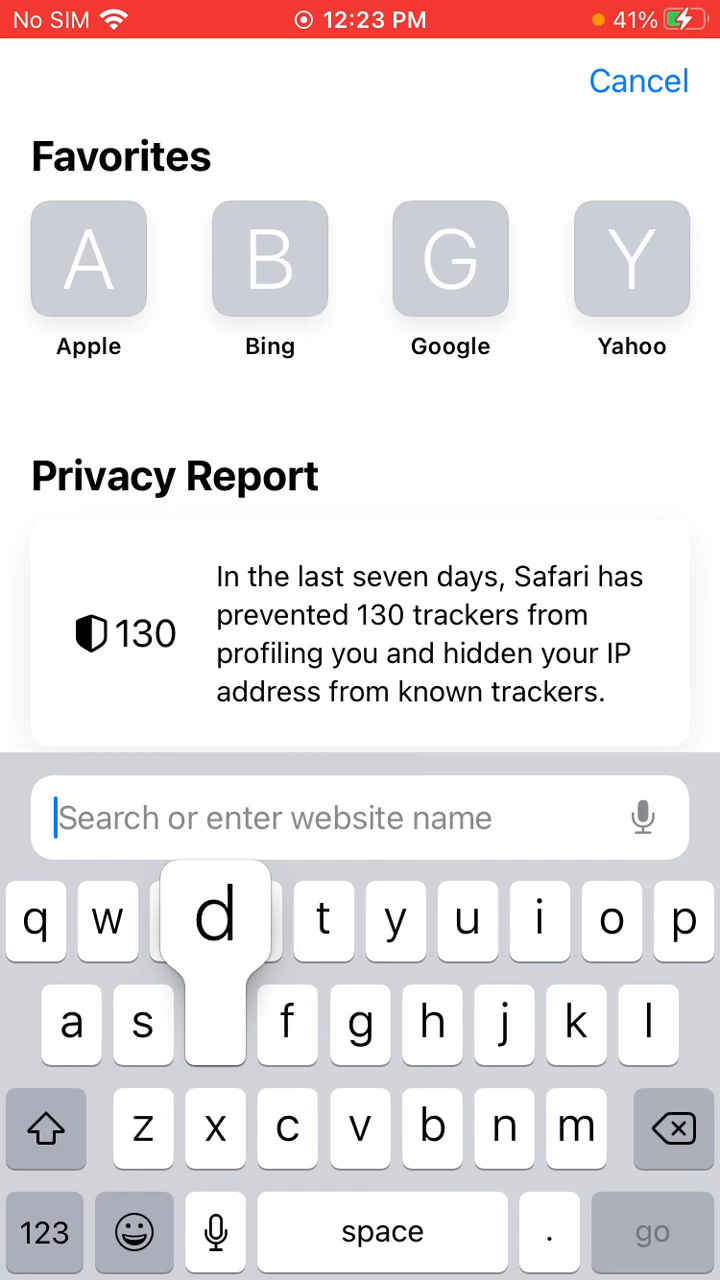 No SIM 12:23 PM 41%
Cancel
Favorites
A B G Y
Apple Bing Google Yahoo
Privacy Report
130
In the last seven days, Safari has
prevented 130 trackers from
profiling you and hidden your IP
address from known trackers.
Search or enter website name
q w d t y u i o p
a s f g h j k l
z x c v b n m
123 space . go